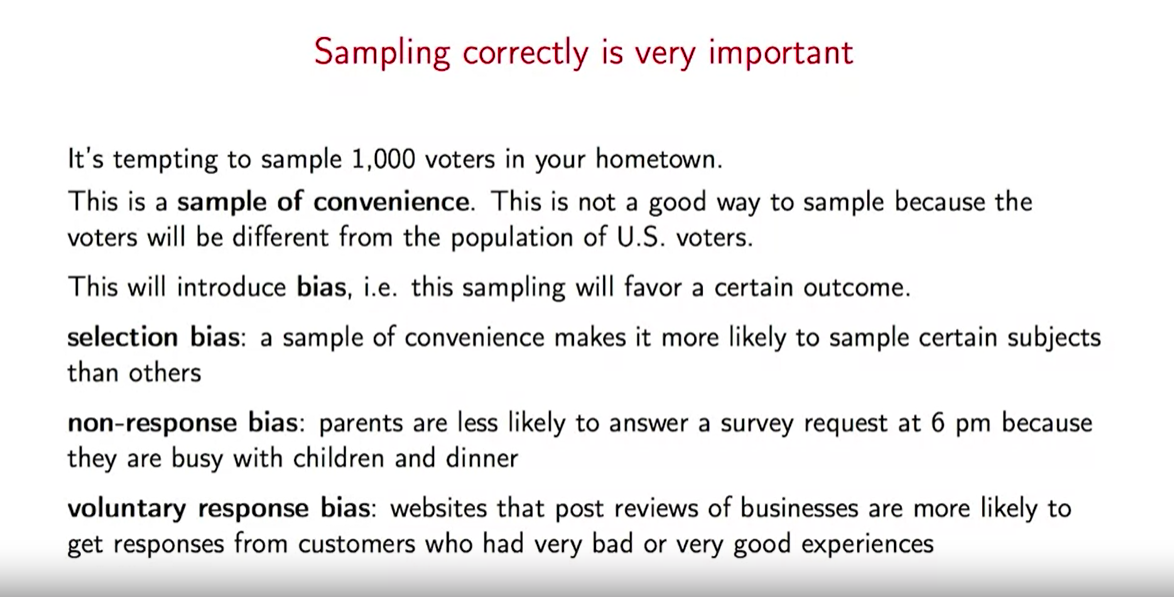 Sampling correctly is very important
It's tempting to sample 1,000 voters in your hometown.
This is a sample of convenience. This is not a good way to sample because the
voters will be different from the population of U.S. voters.
This will introduce bias, i.e. this sampling will favor a certain outcome.
selection bias: a sample of convenience makes it more likely to sample certain subjects
than others
non-response bias: parents are less likely to answer a survey request at 6 pm because
they are busy with children and dinner
voluntary response bias: websites that post reviews of businesses are more likely to
get responses from customers who had very bad or very good experiences